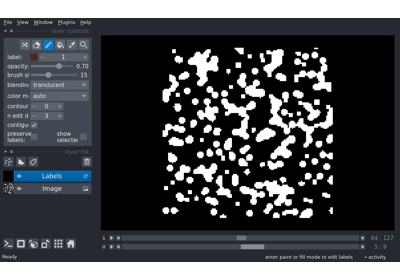 File View Window Plugins Help
layer controls
label: 1
opacity: 0.70
brush si 15
blending translucent
color m auto
contour 0
n edit d 3
contigu
preserve labels: show selected
layer list
Labels
Image
1 64 127
0 5 9
Ready enter paint or fill mode to edit labels activity